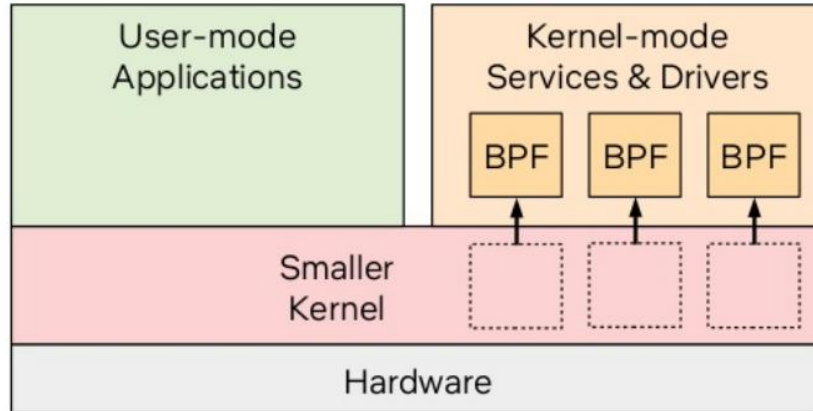 User-mode
Applications
Kernel-mode
Services & Drivers
BPF BPF BPF
Smaller
Kernel
Hardware